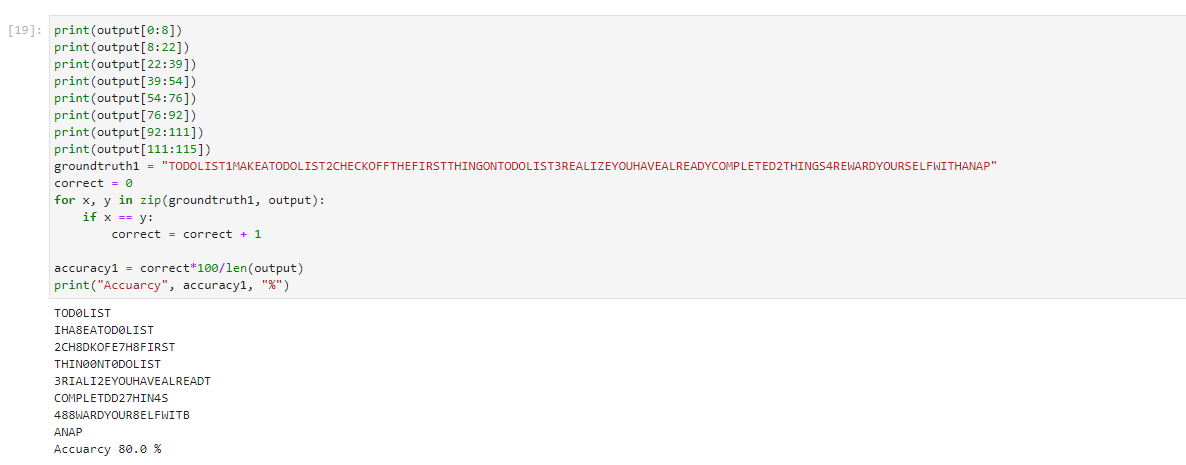 [19]: print(output[0:8])
print(output[8:22])
print(output[22:39])
print(output[39:54])
print(output[54:76])
print(output[76:92])
print(output[92:111])
print(output[111:115])
groundtruth1 = "TODOLIST1MAKEATODOLIST2CHECKOFFTHEFIRSTTHINGONTODOLIST3REALIZEYOUHAVEALREADYCOMPLETED2THINGS4REWARDYOURSELFWITHANAP"
correct = 0
for x, y in zip(groundtruth1, output):
    if x == y:
        correct = correct + 1
accuracy1 = correct*100/len(output)
print("Accuarcy", accuracy1, "%")
TOD0LIST
IHA8EATOD0LIST
2CH8DKOFE7H8FIRST
THIN00NT0DOLIST
3RIALI2EYOUHAVEALREADT
COMPLETDD27HIN4S
488WARDYOUR8ELFWITB
ANAP
Accuarcy 80.0 %